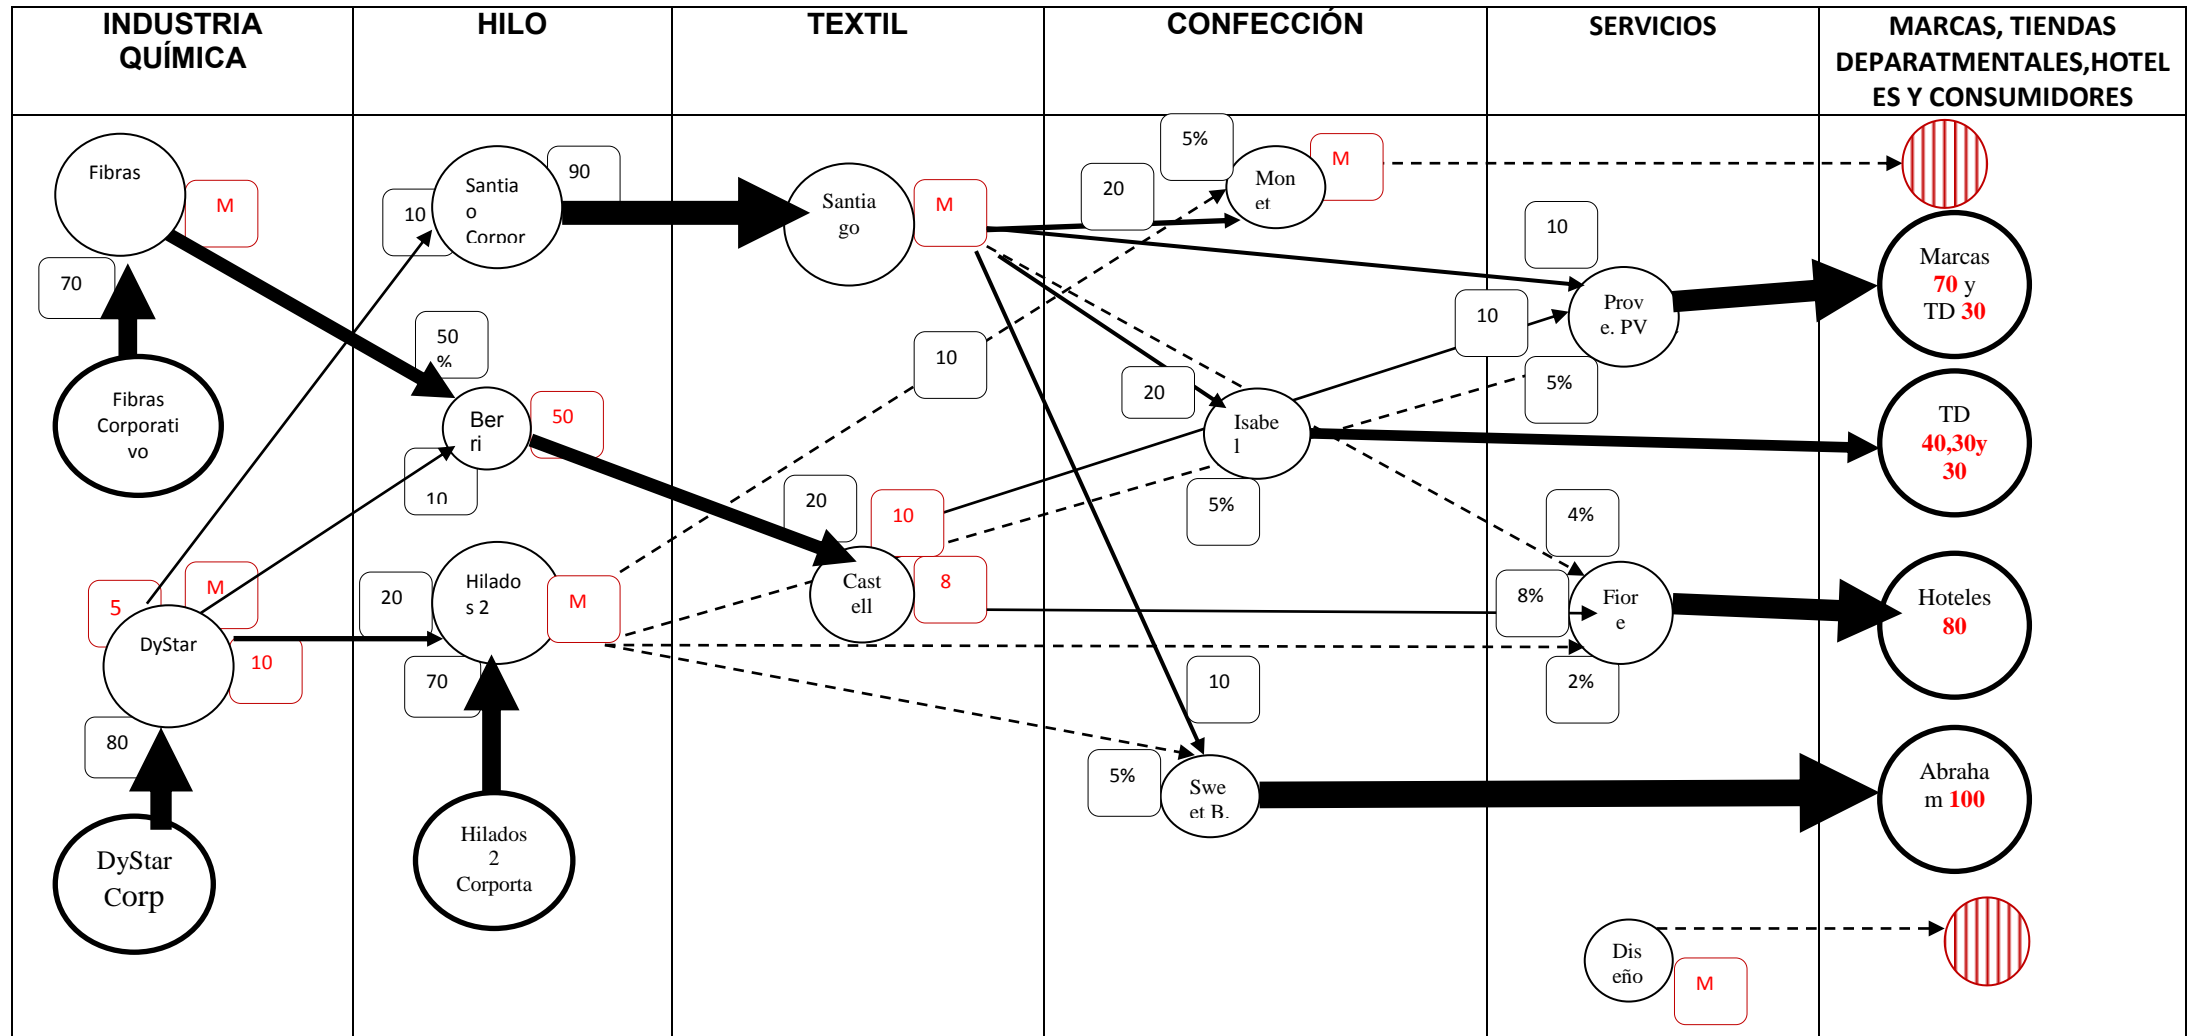 INDUSTRIA
QUÍMICA
HILO
TEXTIL
CONFECCIÓN
SERVICIOS
MARCAS, TIENDAS
DEPARATMENTALES,HOTEL
ES Y CONSUMIDORES
Fibras
M
70
Fibras
Corporati
vo
5
M
DyStar
10
80
DyStar
Corp
10
Santia
o
Corpor
90
50
%
Ber
ri
50
10
20
Hilado
s 2
M
70
Hilados
2
Corporta
Santia
go
M
10
20
10
Cast
ell
8
5%
20
Mon
et
M
20
Isabe
l
5%
10
5%
Swe
et B.
10
10
Prov
e. PV
5%
4%
8%
Fior
e
2%
Dis
eño
M
Marcas
70 y
TD 30
TD
40,30y
30
Hoteles
80
Abraha
m 100